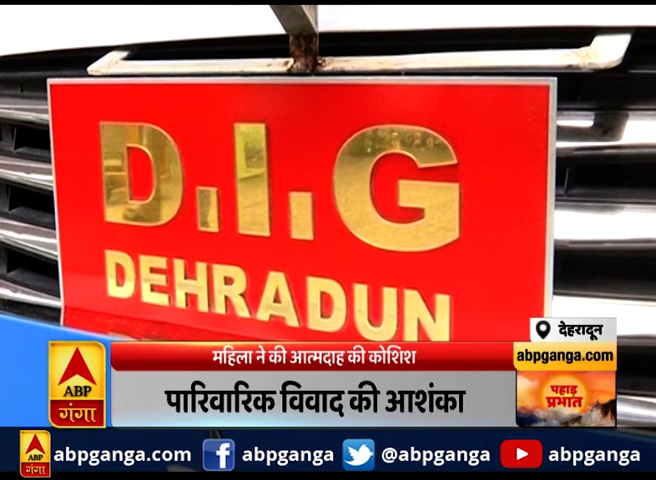 D.I.G
DEHRADUN
देहरादून
महिला ने की आत्मदाह की कोशिश
abpganga.com
ABP
गंगा
पारिवारिक विवाद की आशंका
पहाड़
प्रभात
ABP
गंगा
abpganga.com
abpganga
@abpganga
abpganga